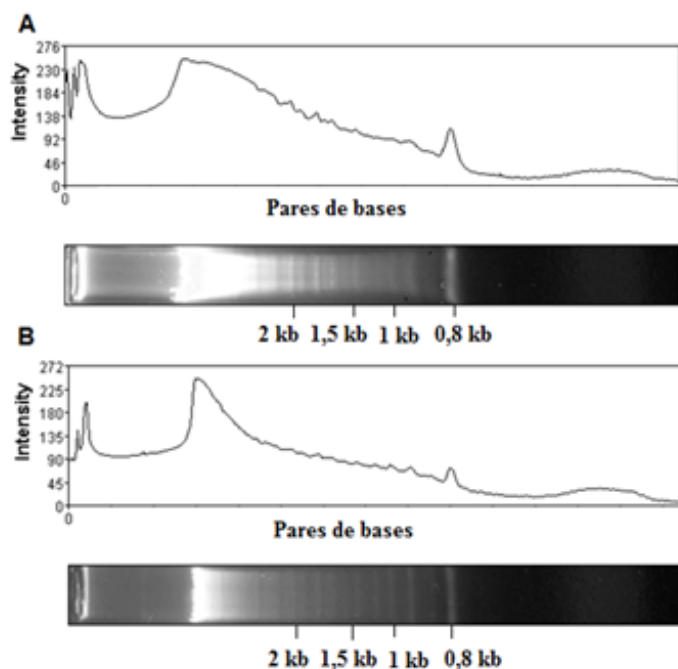 A
276
230
184
138
92
46
0
Intensity
0
Pares de bases
2 kb 1,5 kb 1 kb 0,8 kb
B
272
225
180
135
90
45
0
Intensity
0
Pares de bases
2 kb 1,5 kb 1 kb 0,8 kb